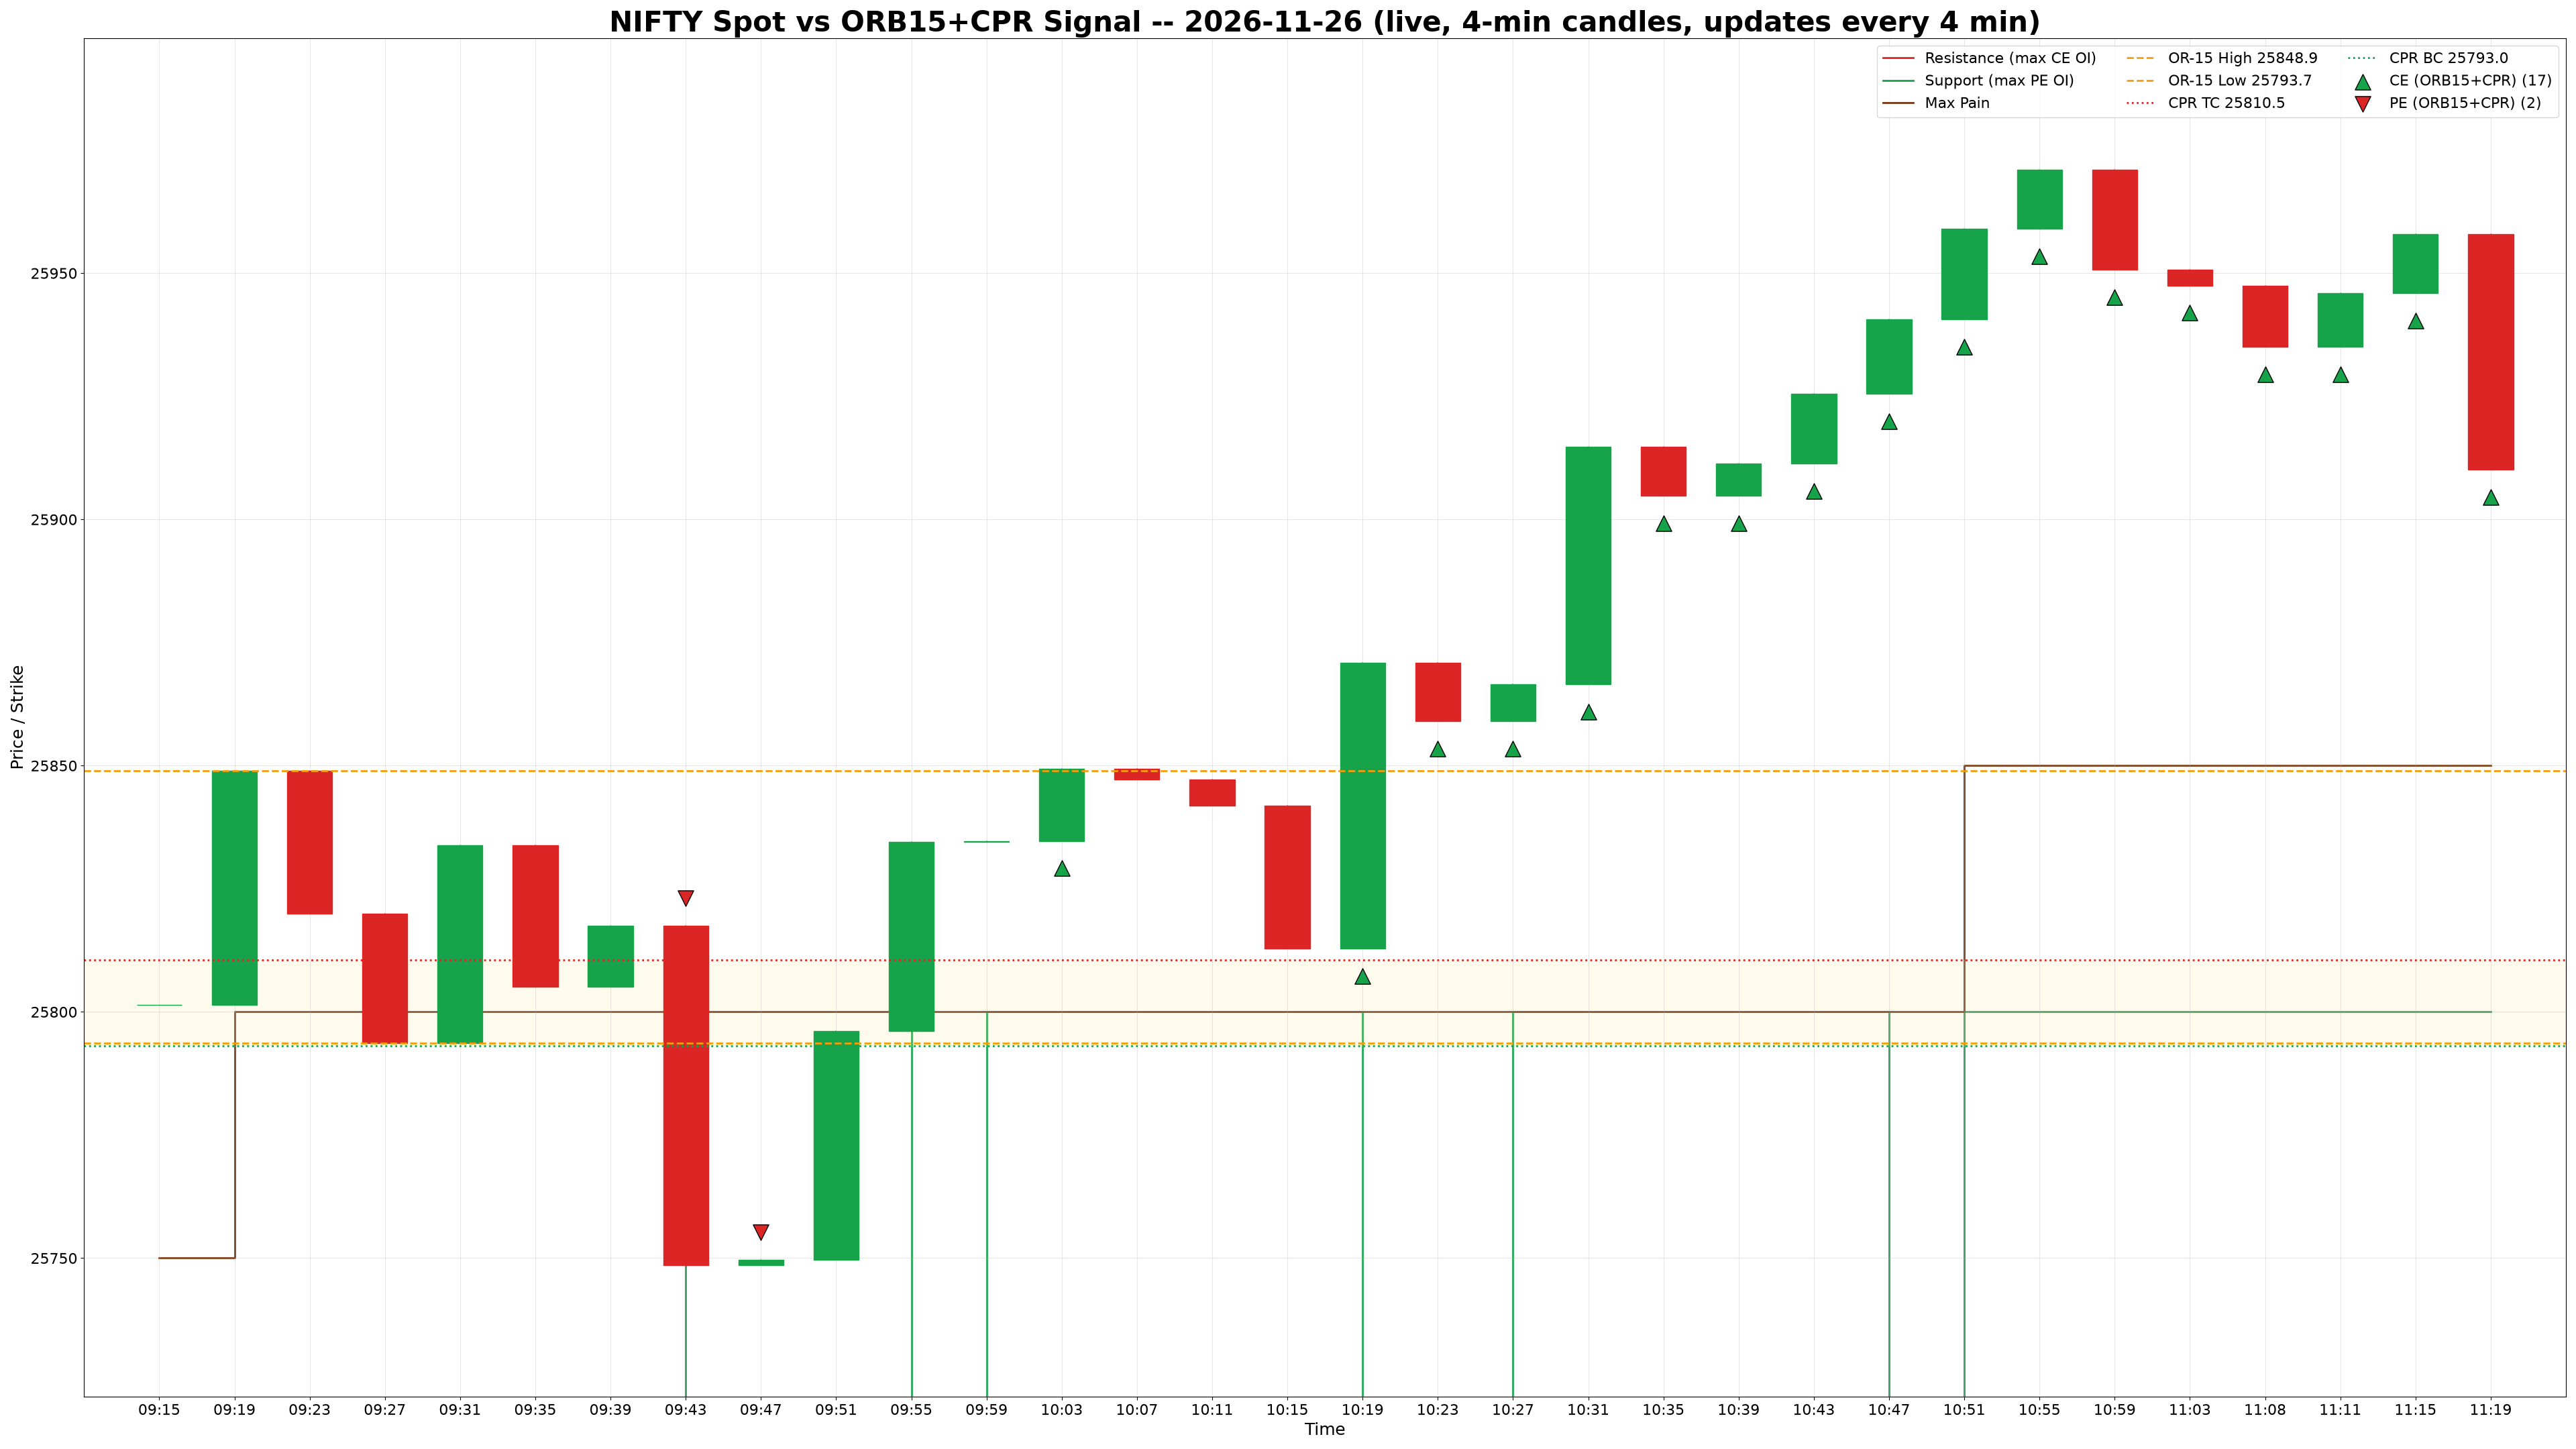 NIFTY Spot vs ORB15+CPR Signal -- 2026-11-26 (live, 4-min candles, updates every 4 min)
Resistance (max CE OI)
Support (max PE OI)
Max Pain
OR-15 High 25848.9
OR-15 Low 25793.7
CPR TC 25810.5
CPR BC 25793.0
CE (ORB15+CPR) (17)
PE (ORB15+CPR) (2)
Price / Strike
25950
25900
25850
25800
25750
09:15 09:19 09:23 09:27 09:31 09:35 09:39 09:43 09:47 09:51 09:55 09:59 10:03 10:07 10:11 10:15 10:19 10:23 10:27 10:31 10:35 10:39 10:43 10:47 10:51 10:55 10:59 11:03 11:08 11:11 11:15 11:19
Time